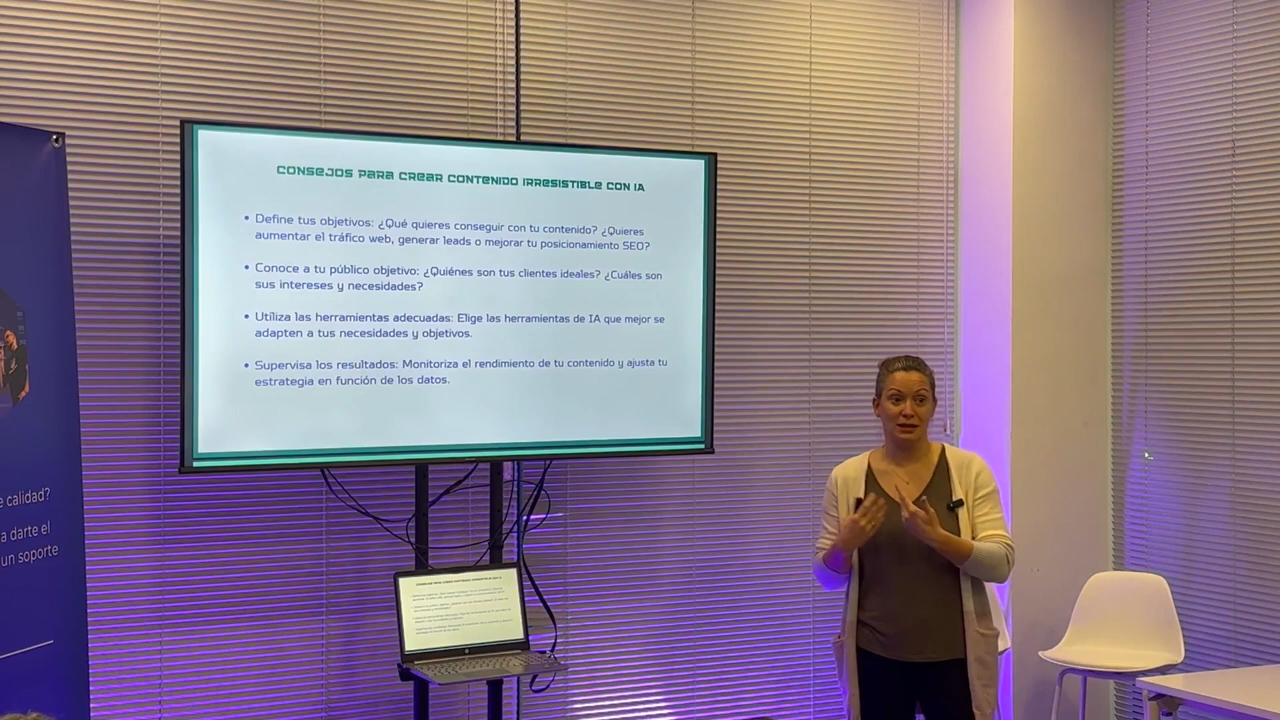 CONSEJOS PARA CREAR CONTENIDO IRRESISTIBLE CON IA
• Define tus objetivos: ¿Qué quieres conseguir con tu contenido? ¿Quieres
aumentar el tráfico web, generar leads o mejorar tu posicionamiento SEO?
• Conoce a tu público objetivo: ¿Quiénes son tus clientes ideales? ¿Cuáles son
sus intereses y necesidades?
• Utiliza las herramientas adecuadas: Elige las herramientas de IA que mejor se
adapten a tus necesidades y objetivos.
• Supervisa los resultados: Monitoriza el rendimiento de tu contenido y ajusta tu
estrategia en función de los datos.
e calidad?
a darte el
un soporte